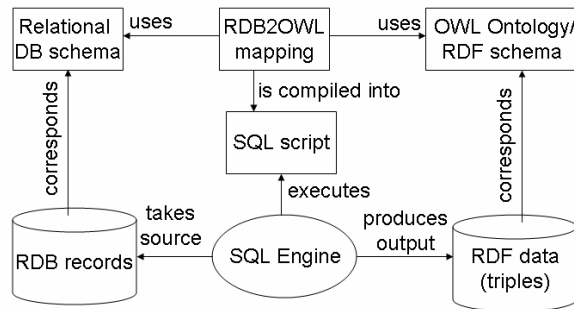 Relational
DB schema
uses
RDB2OWL
mapping
uses
OWL Ontology/
RDF schema
is compiled into
corresponds
SQL script
corresponds
executes
takes
source
produces
output
RDB records
SQL Engine
RDF data
(triples)